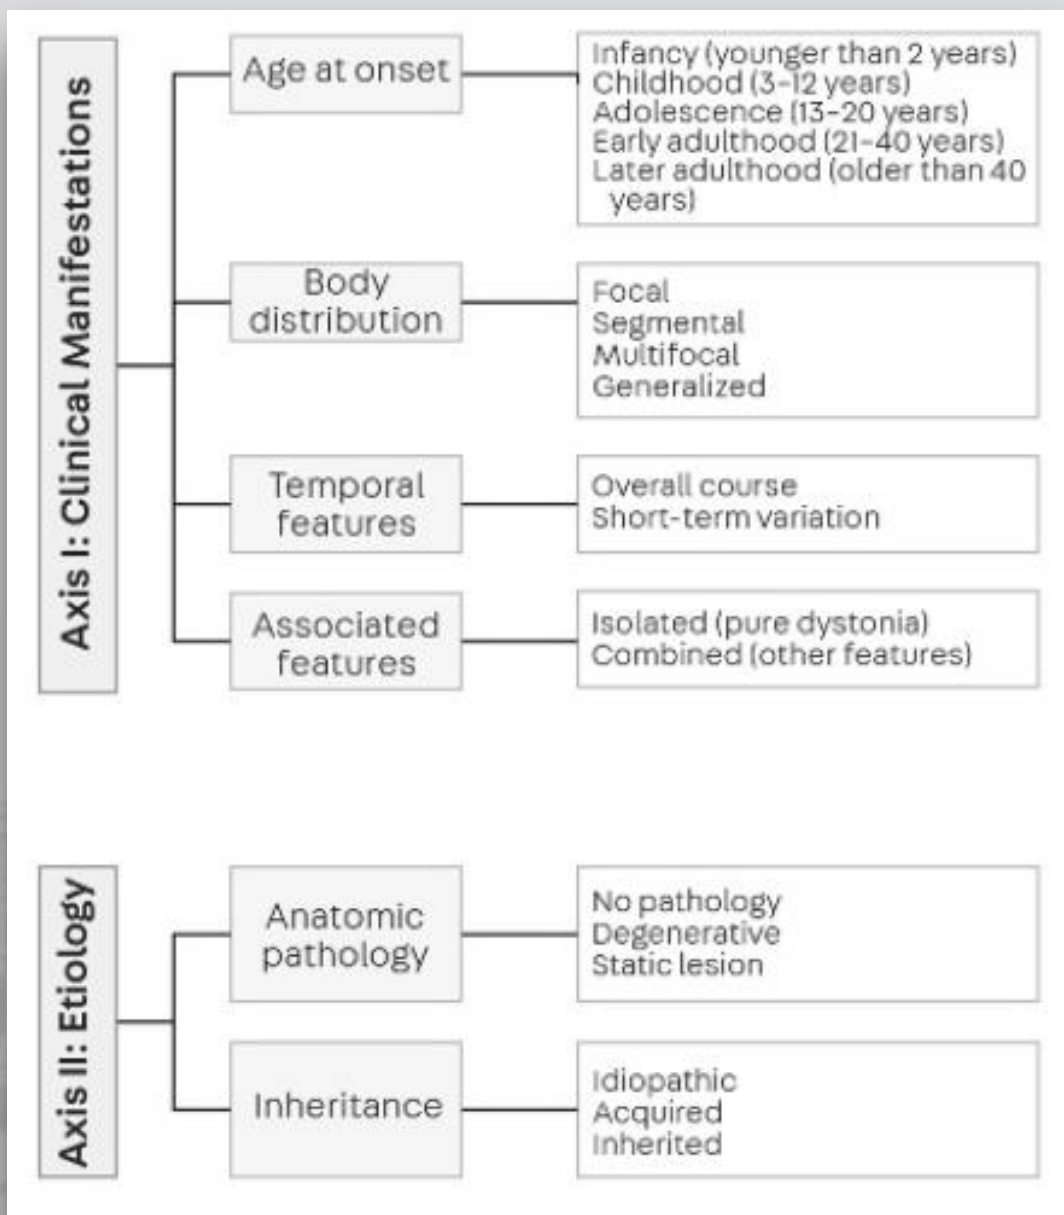 Axis I: Clinical Manifestations
Age at onset
Infancy (younger than 2 years)
Childhood (3-12 years)
Adolescence (13-20 years)
Early adulthood (21-40 years)
Later adulthood (older than 40
years)
Body
distribution
Focal
Segmental
Multifocal
Generalized
Temporal
features
Overall course
Short-term variation
Associated
features
Isolated (pure dystonia)
Combined (other features)
Axis II: Etiology
Anatomic
pathology
No pathology
Degenerative
Static lesion
Inheritance
Idiopathic
Acquired
Inherited